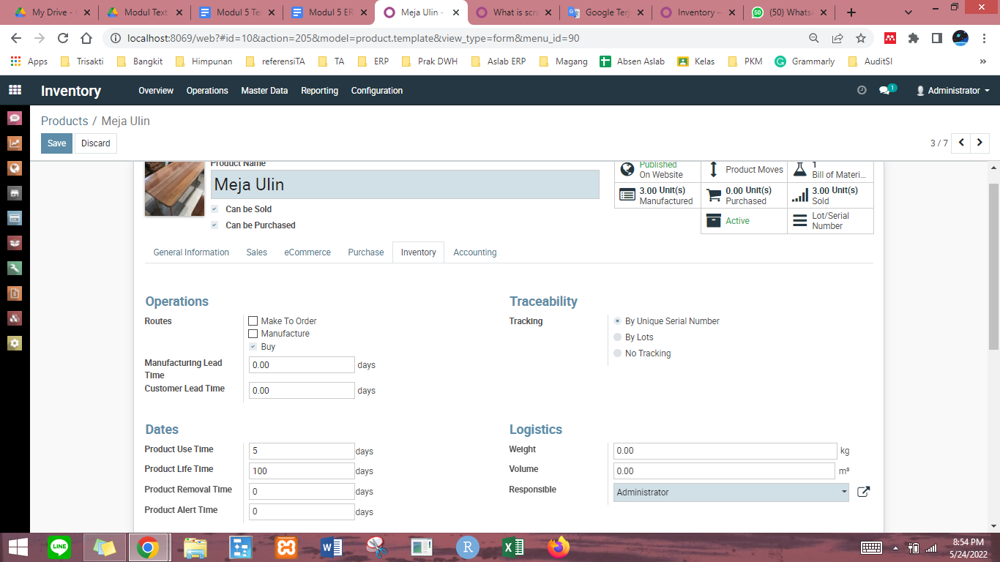 My Drive -
Modul Text
Modul 5 Te
Modul 5 ER
Meja Ulin -
What is scra
Google Ter
Inventory –
(50) Whats
localhost:8069/web?#id=10&action=205&model=product.template&view_type=form&menu_id=90
Apps
Trisakti
Bangkit
Himpunan
referensiTA
TA
ERP
Prak DWH
Aslab ERP
Magang
Absen Aslab
Kelas
PKM
Grammarly
AuditSI
»
Inventory
Overview
Operations
Master Data
Reporting
Configuration
1
Administrator
Products / Meja Ulin
Save
Discard
3 / 7
Product Name
Meja Ulin
Can be Sold
Can be Purchased
Published
On Website
Product Moves
1
Bill of Materi...
3.00 Unit(s)
Manufactured
0.00 Unit(s)
Purchased
3.00 Unit(s)
Sold
Active
Lot/Serial
Number
General Information
Sales
eCommerce
Purchase
Inventory
Accounting
Operations
Routes
Make To Order
Manufacture
Buy
Manufacturing Lead
Time
0.00 days
Customer Lead Time
0.00 days
Traceability
Tracking
By Unique Serial Number
By Lots
No Tracking
Dates
Product Use Time
5 days
Product Life Time
100 days
Product Removal Time
0 days
Product Alert Time
0 days
Logistics
Weight
0.00 kg
Volume
0.00 m³
Responsible
Administrator
LINE
W
R
X
8:54 PM
5/24/2022